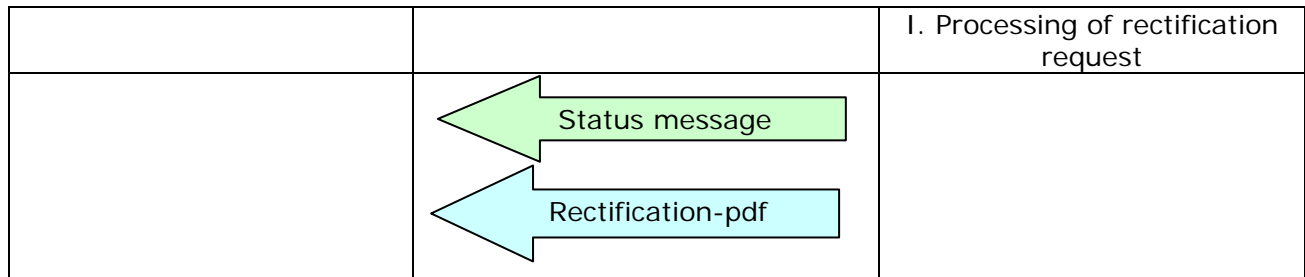 I. Processing of rectification
request
Status message
Rectification-pdf